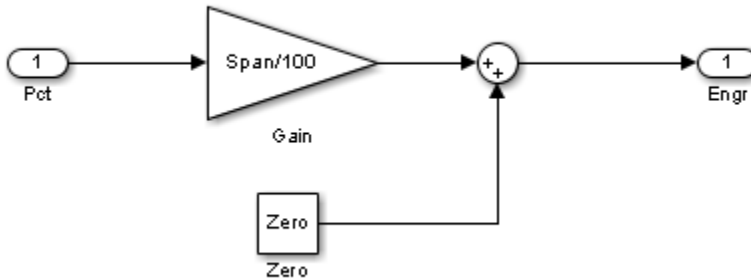 1
Pct
Span/100
Gain
+
+
1
Engr
Zero
Zero